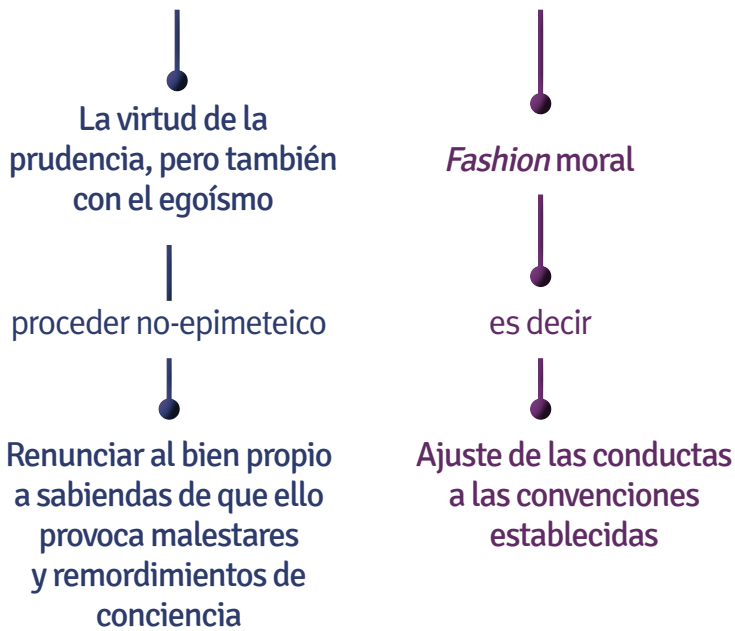 La virtud de la
prudencia, pero también
con el egoísmo
proceder no-epimeteico
Renunciar al bien propio
a sabiendas de que ello
provoca malestares
y remordimientos de
conciencia
Fashion moral
es decir
Ajuste de las conductas
a las convenciones
establecidas